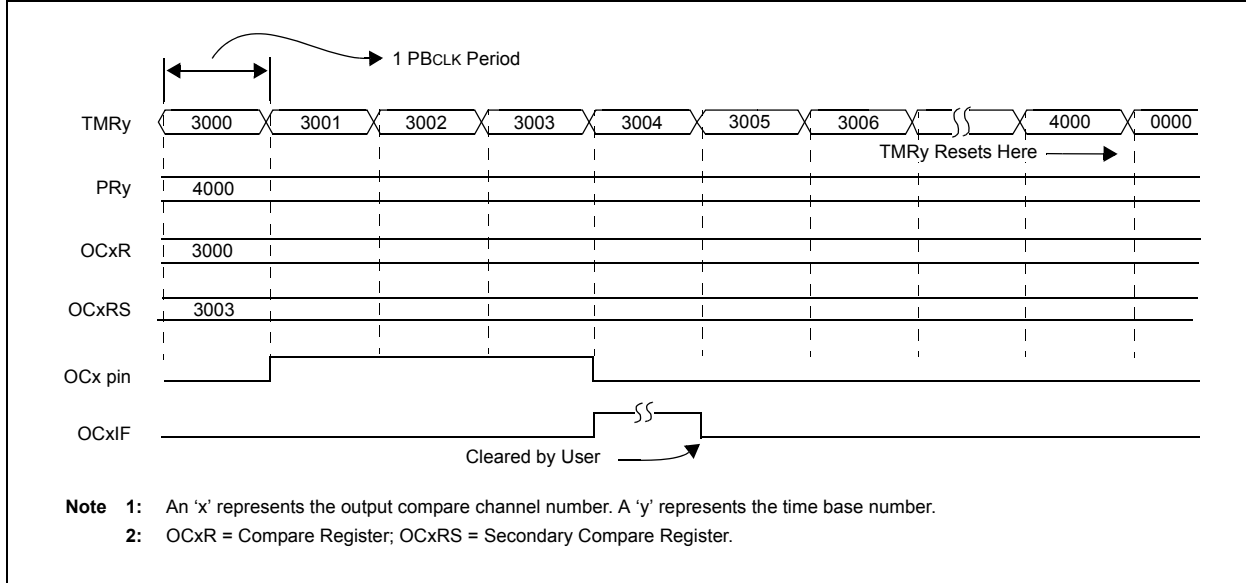 1 PBCLK Period
TMRy 3000 3001 3002 3003 3004 3005 3006 4000 0000
TMRy Resets Here
PRy 4000
OCxR 3000
OCxRS 3003
OCx pin
OCxIF
Cleared by User
Note 1: An ‘x’ represents the output compare channel number. A ‘y’ represents the time base number.
2: OCxR = Compare Register; OCxRS = Secondary Compare Register.